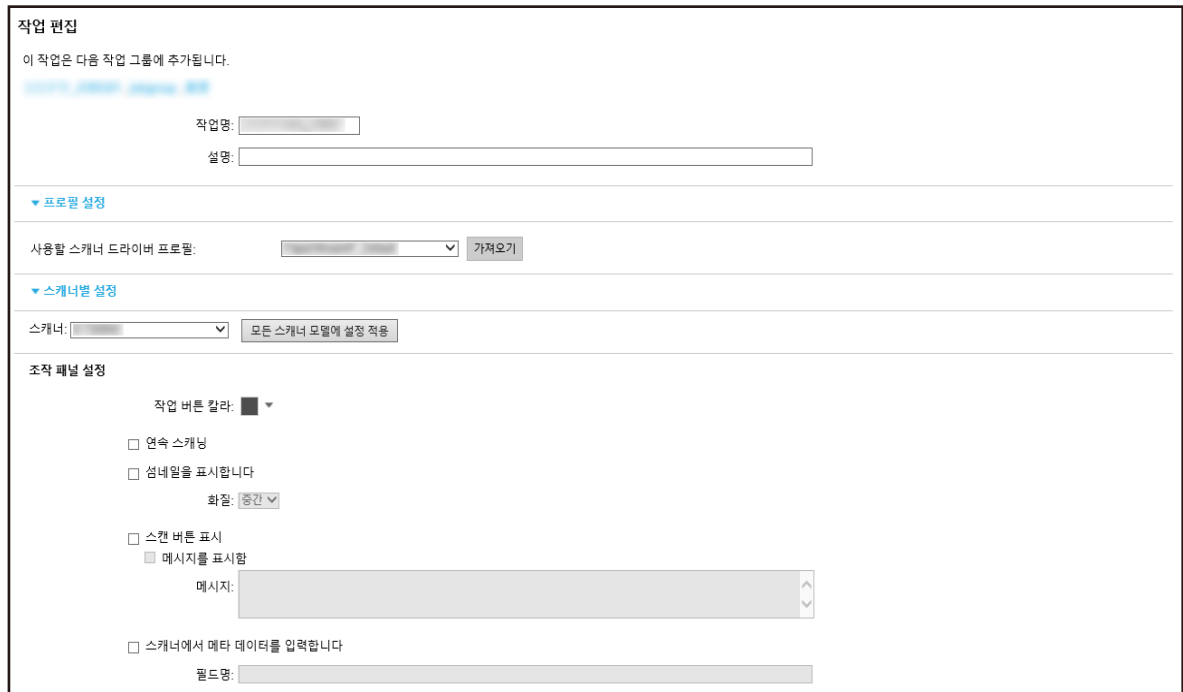 작업 편집
이 작업은 다음 작업 그룹에 추가됩니다.
작업명:
설명:
프로필 설정
사용할 스캐너 드라이버 프로필: 가져오기
스캐너별 설정
스캐너: 모든 스캐너 모델에 설정 적용
조작 패널 설정
작업 버튼 칼라:
연속 스캐닝
섬네일을 표시합니다
화질: 중간
스캔 버튼 표시
메시지를 표시함
메시지:
스캐너에서 메타 데이터를 입력합니다
필드명: